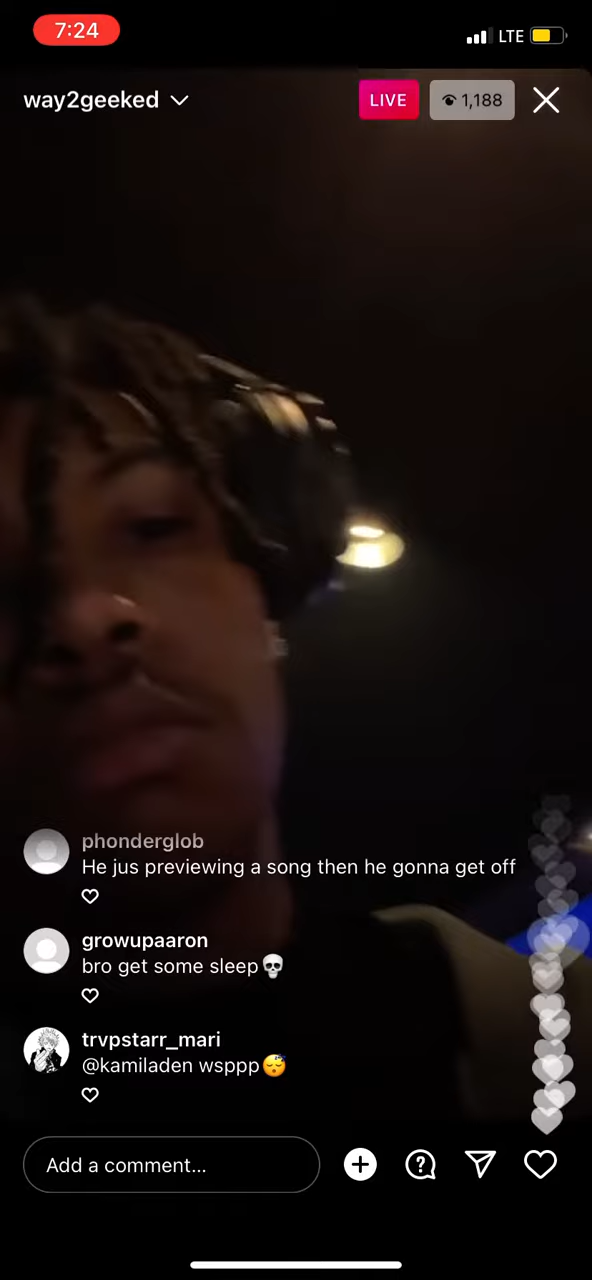 7:24
LTE
way2geeked
LIVE
1,188
phonderglob
He jus previewing a song then he gonna get off
growupaaron
bro get some sleep💀
trvpstarr_mari
@kamiladen wsppp😴
Add a comment...